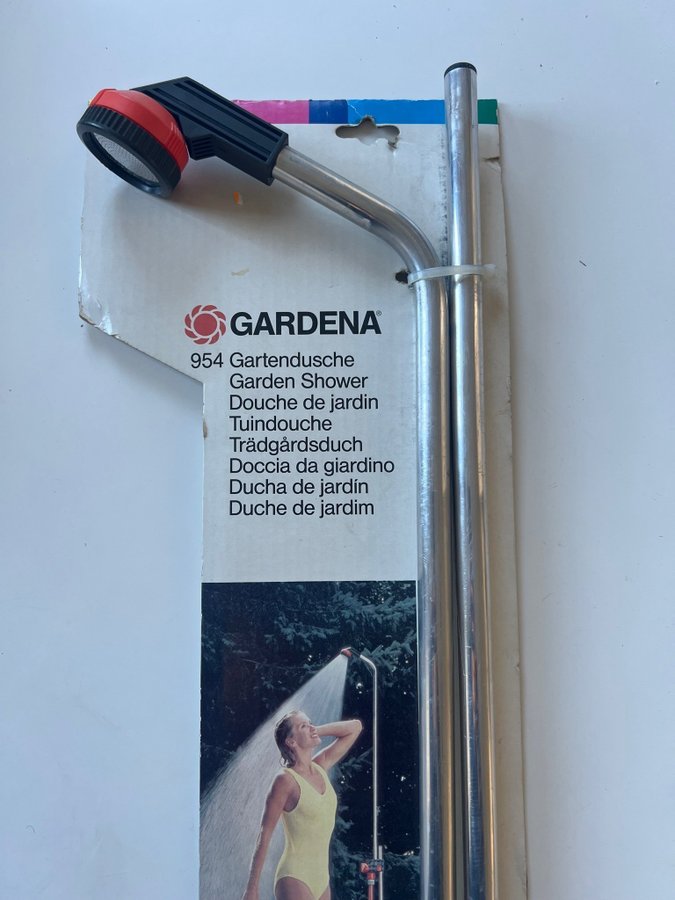 GARDENA®
954 Gartendusche
Garden Shower
Douche de jardin
Tuindouche
Trädgårdsduch
Doccia da giardino
Ducha de jardín
Duche de jardim